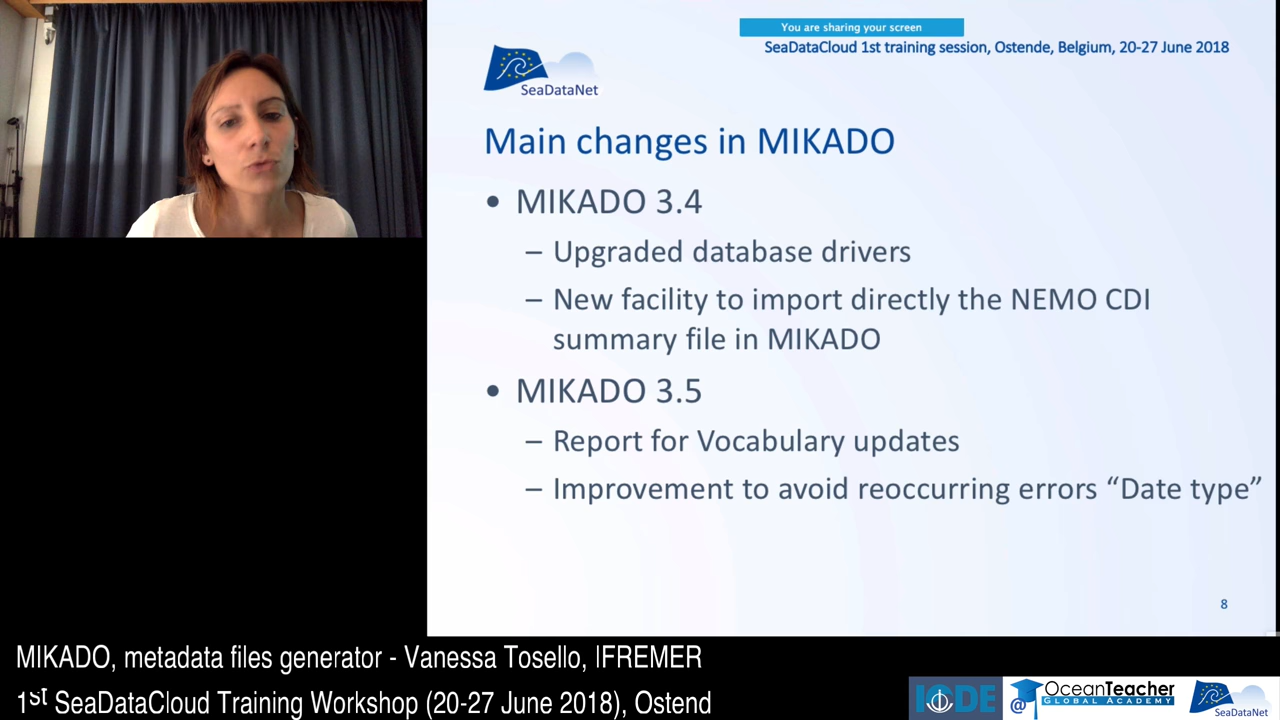 You are sharing your screen
SeaDataCloud 1st training session, Ostende, Belgium, 20-27 June 2018
SeaDataNet
Main changes in MIKADO
• MIKADO 3.4
– Upgraded database drivers
– New facility to import directly the NEMO CDI
summary file in MIKADO
• MIKADO 3.5
– Report for Vocabulary updates
– Improvement to avoid reoccurring errors “Date type”
8
MIKADO, metadata files generator - Vanessa Tosello, IFREMER
1st SeaDataCloud Training Workshop (20-27 June 2018), Ostend
IODE
@ OceanTeacher
GLOBAL ACADEMY
SeaDataNet